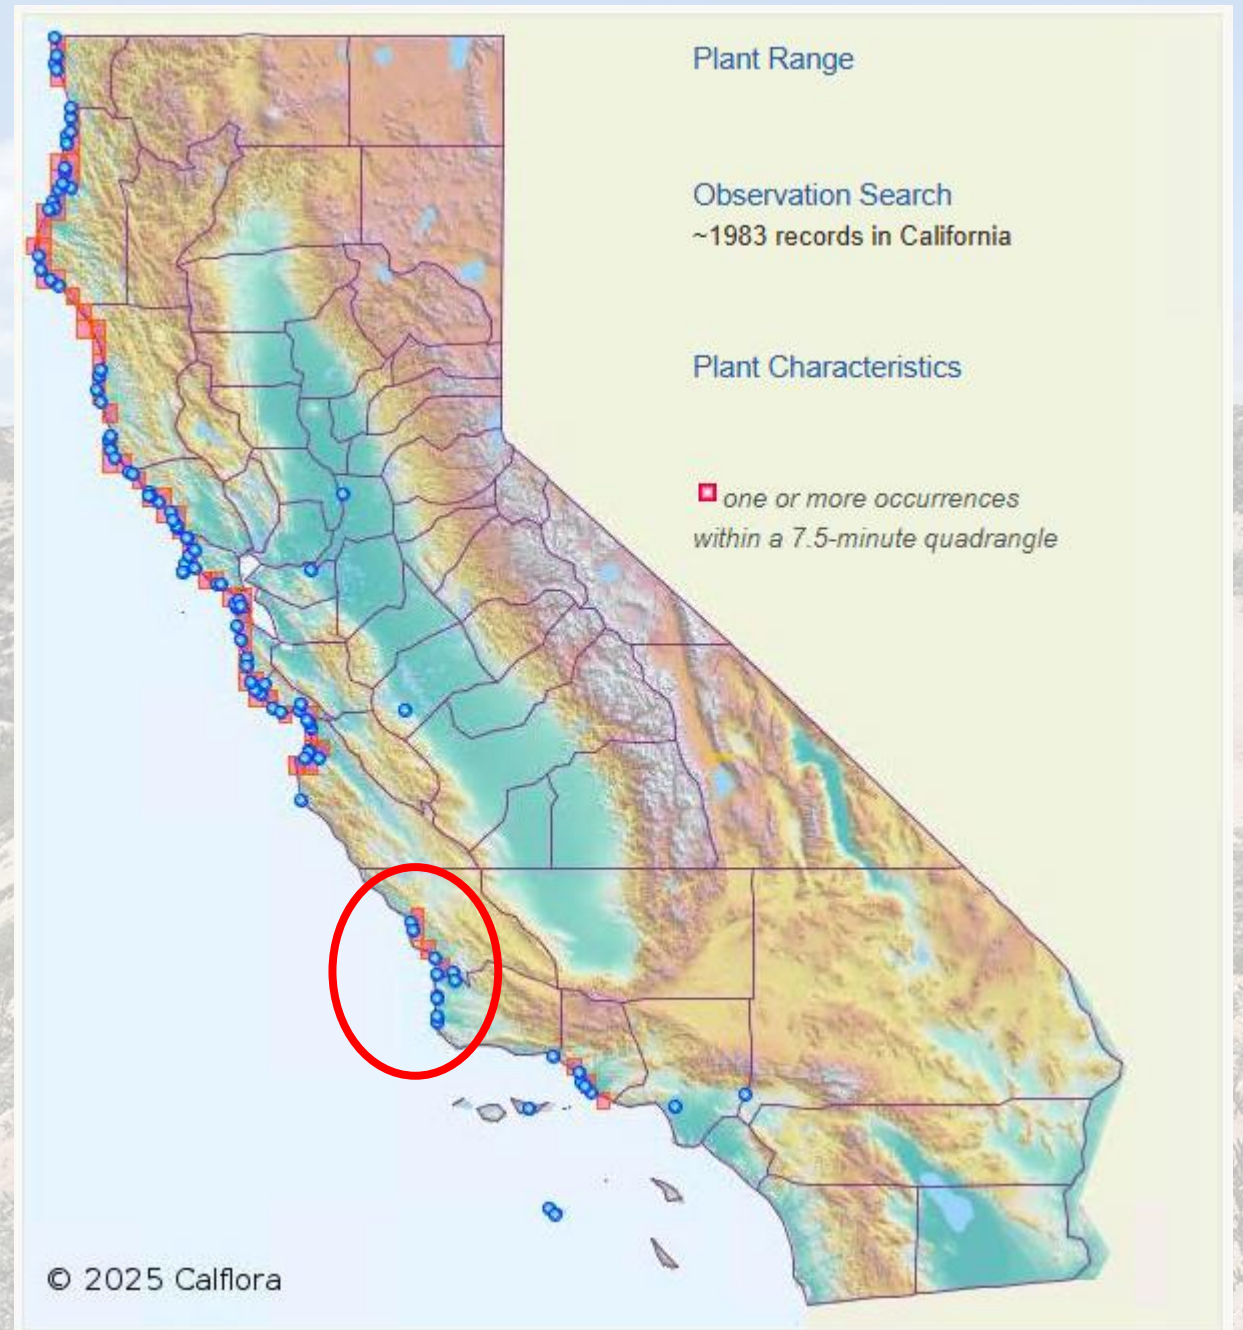 Plant Range
Observation Search
~1983 records in California
Plant Characteristics
one or more occurrences
within a 7.5-minute quadrangle
© 2025 Calflora